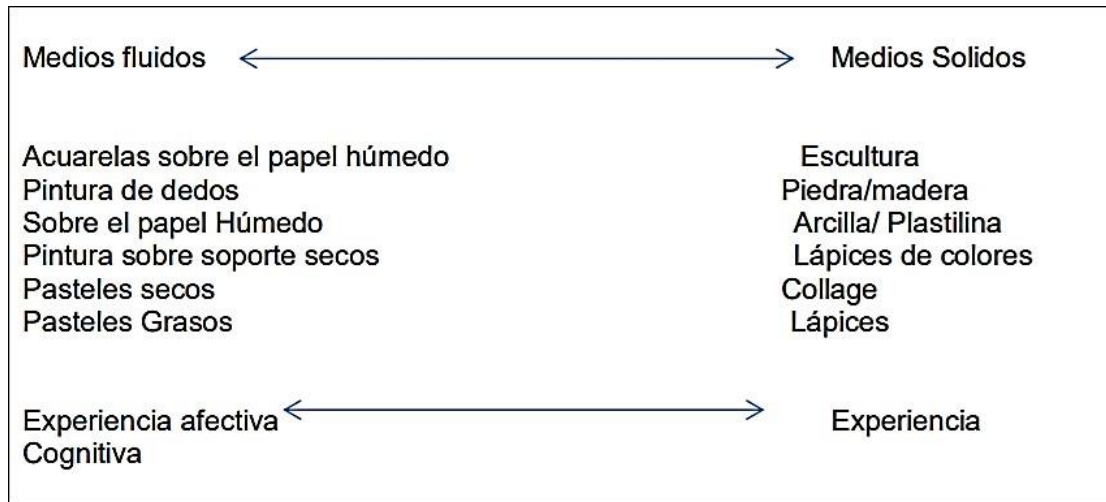 Medios fluidos Medios Solidos
Acuarelas sobre el papel húmedo Escultura
Pintura de dedos Piedra/madera
Sobre el papel Húmedo Arcilla/ Plastilina
Pintura sobre soporte secos Lápices de colores
Pasteles secos Collage
Pasteles Grasos Lápices
Experiencia afectiva Experiencia
Cognitiva